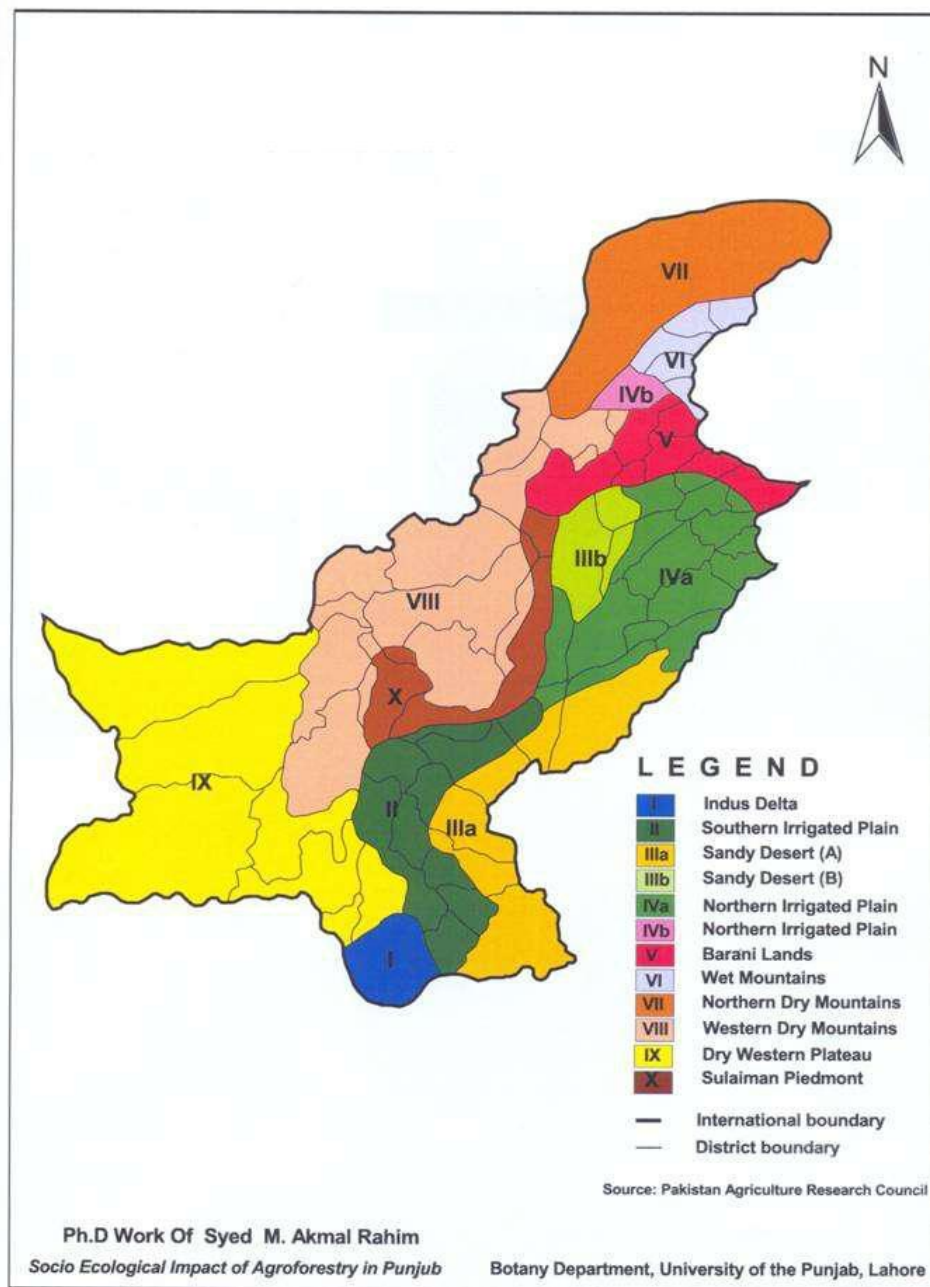 N
VII
VI
IVb
V
IIIb
IVa
VIII
X
IX
II
IIIa
I
L E G E N D
I Indus Delta
II Southern Irrigated Plain
IIIa Sandy Desert (A)
IIIb Sandy Desert (B)
IVa Northern Irrigated Plain
IVb Northern Irrigated Plain
V Barani Lands
VI Wet Mountains
VII Northern Dry Mountains
VIII Western Dry Mountains
IX Dry Western Plateau
X Sulaiman Piedmont
International boundary
District boundary
Source: Pakistan Agriculture Research Council
Ph.D Work Of Syed M. Akmal Rahim
Socio Ecological Impact of Agroforestry in Punjub
Botany Department, University of the Punjab, Lahore